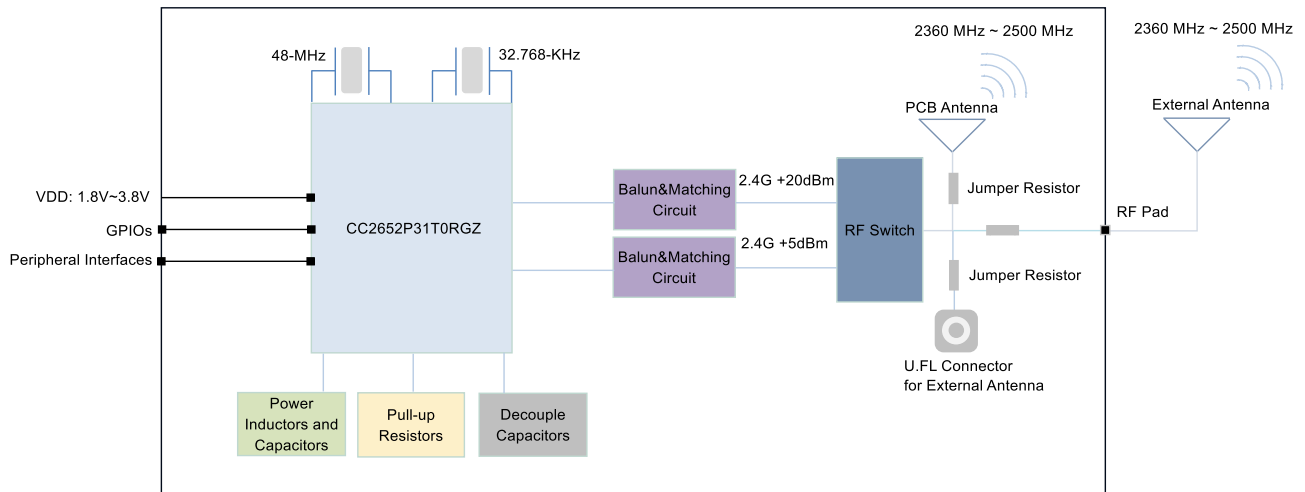 2360 MHz ~ 2500 MHz
2360 MHz ~ 2500 MHz
48-MHz
32.768-KHz
PCB Antenna
External Antenna
VDD: 1.8V~3.8V
GPIOs
Peripheral Interfaces
CC2652P31T0RGZ
Balun&Matching
Circuit
2.4G +20dBm
Balun&Matching
Circuit
2.4G +5dBm
RF Switch
Jumper Resistor
RF Pad
Jumper Resistor
U.FL Connector
for External Antenna
Power
Inductors and
Capacitors
Pull-up
Resistors
Decouple
Capacitors